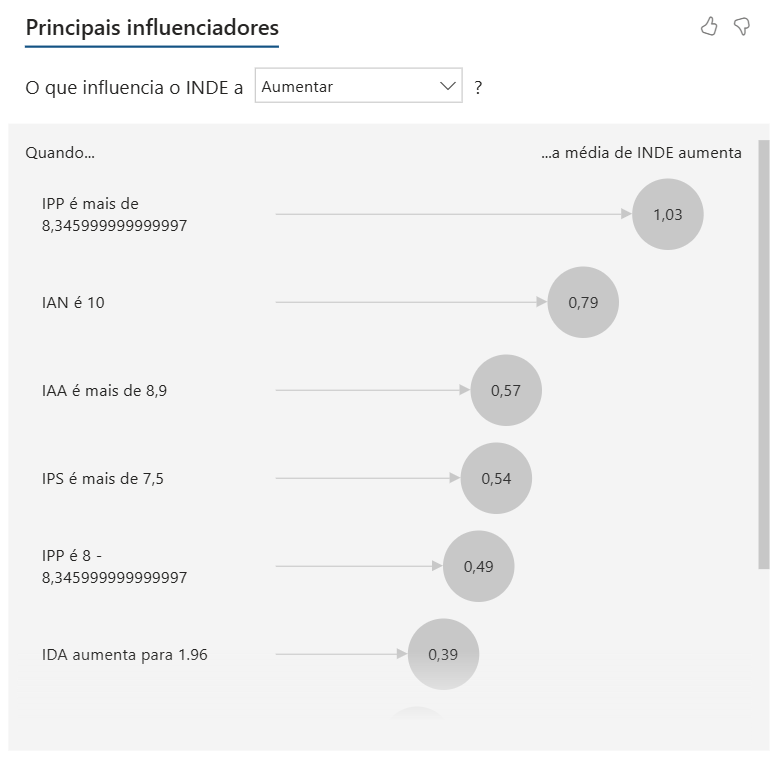 Principais influenciadores
O que influencia o INDE a Aumentar ?
Quando... ...a média de INDE aumenta
IPP é mais de
8,345999999999997
1,03
IAN é 10
0,79
IAA é mais de 8,9
0,57
IPS é mais de 7,5
0,54
IPP é 8 -
8,345999999999997
0,49
IDA aumenta para 1.96
0,39